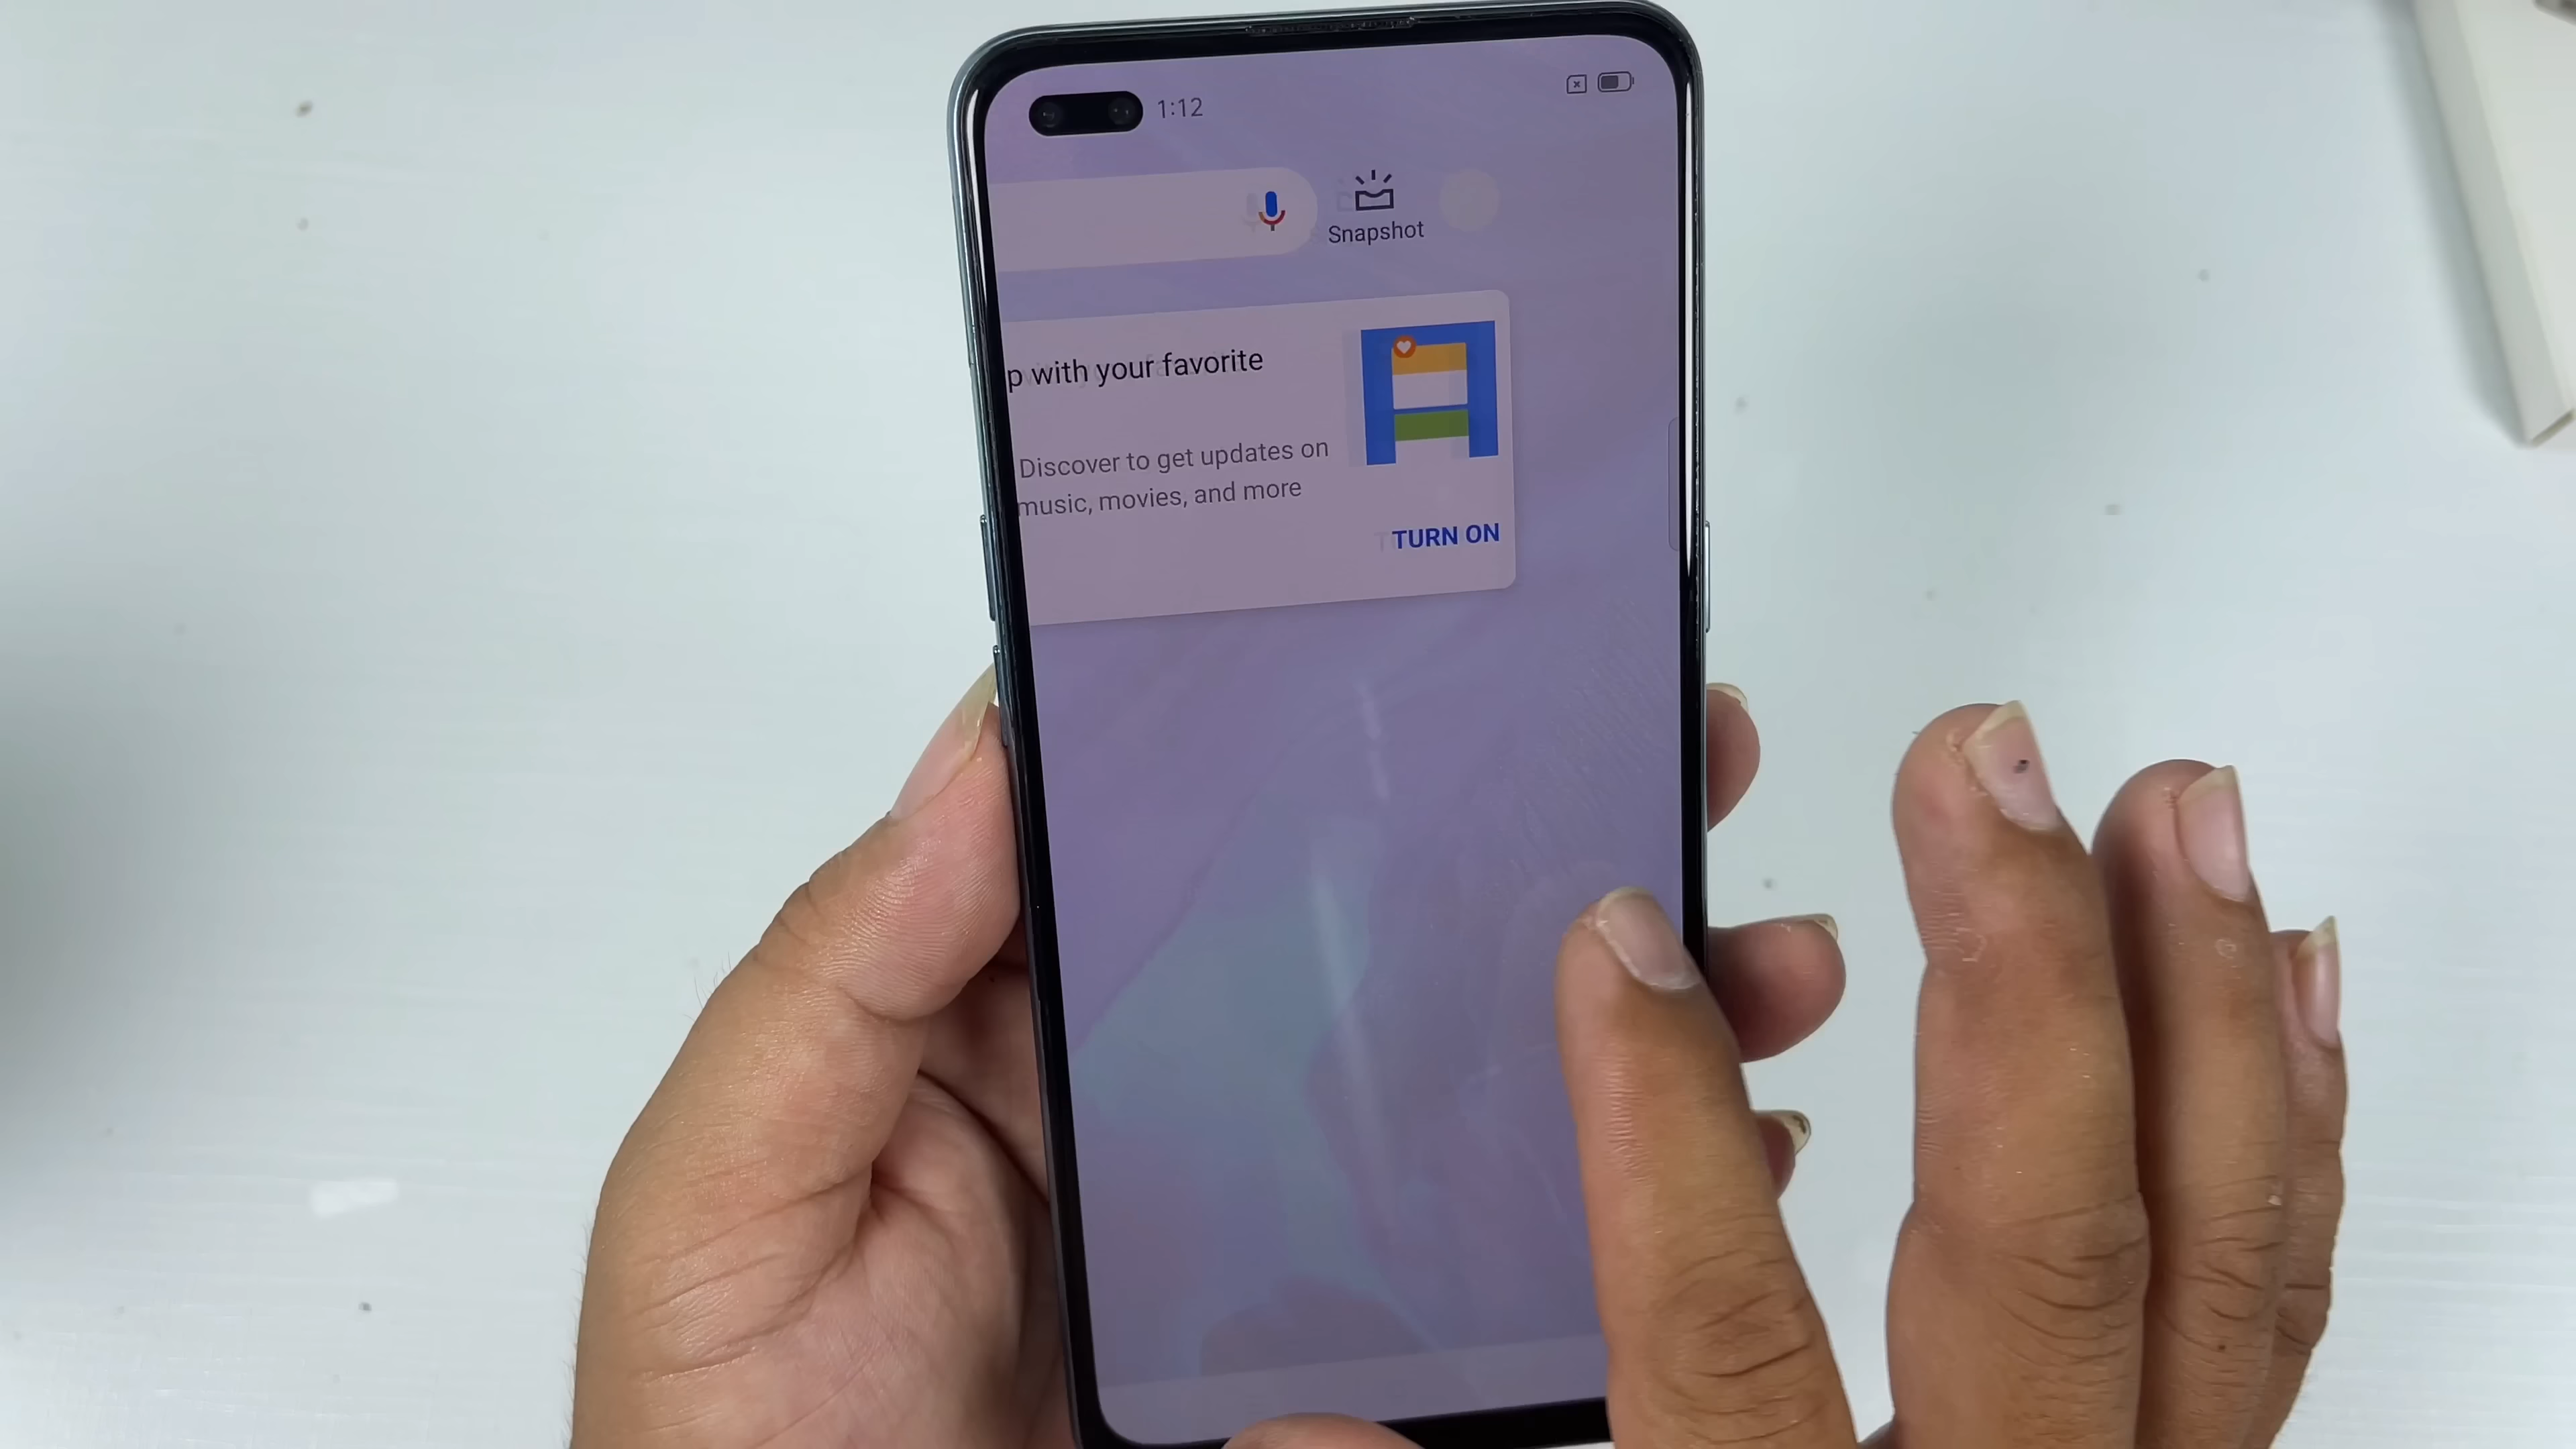 1:12
Snapshot
p with your favorite
Discover to get updates on
music, movies, and more
TURN ON